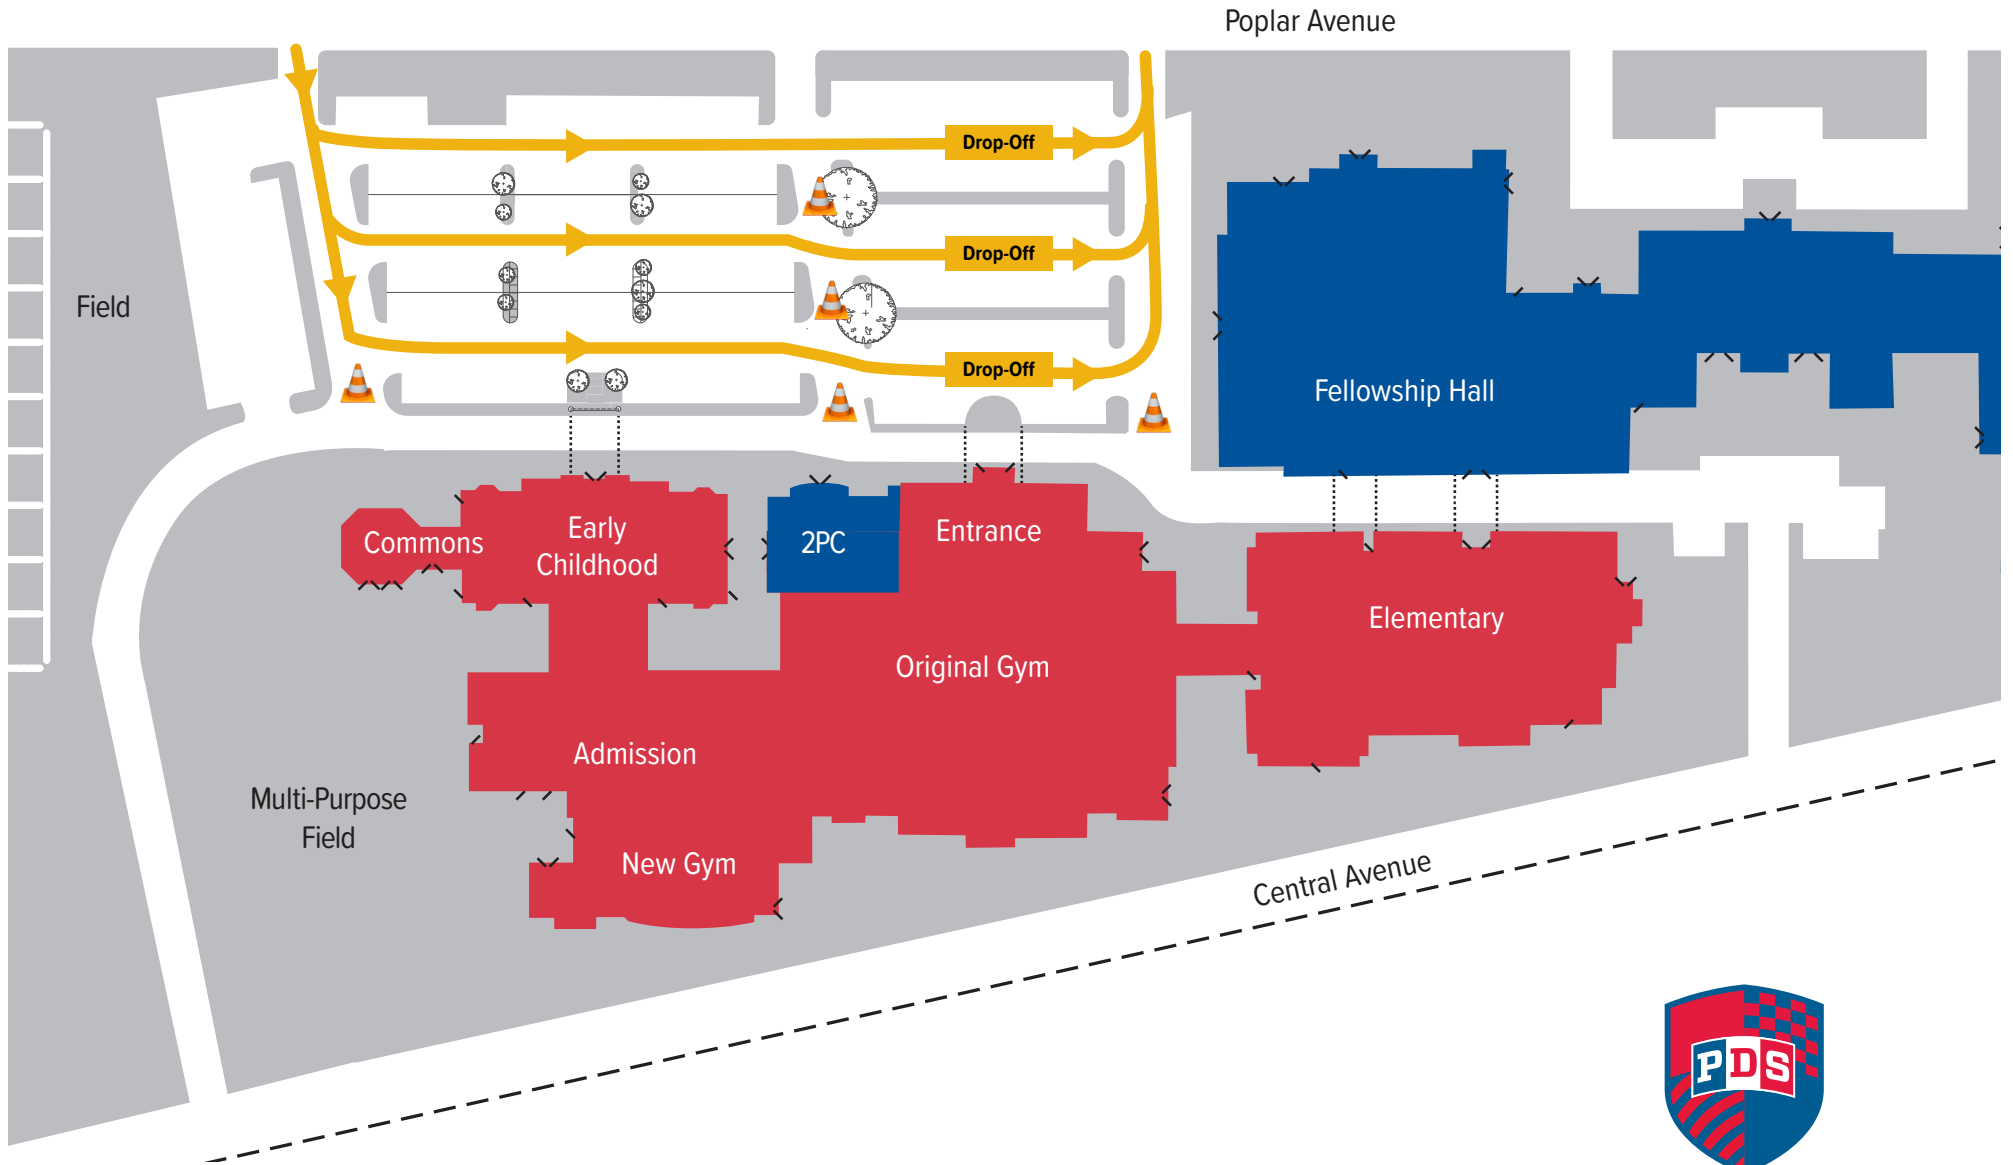 Poplar Avenue
Drop-Off
Drop-Off
Field
Drop-Off
Fellowship Hall
Commons
Early
Childhood
2PC
Entrance
Elementary
Original Gym
Admission
Multi-Purpose
Field
New Gym
Central Avenue
PDS